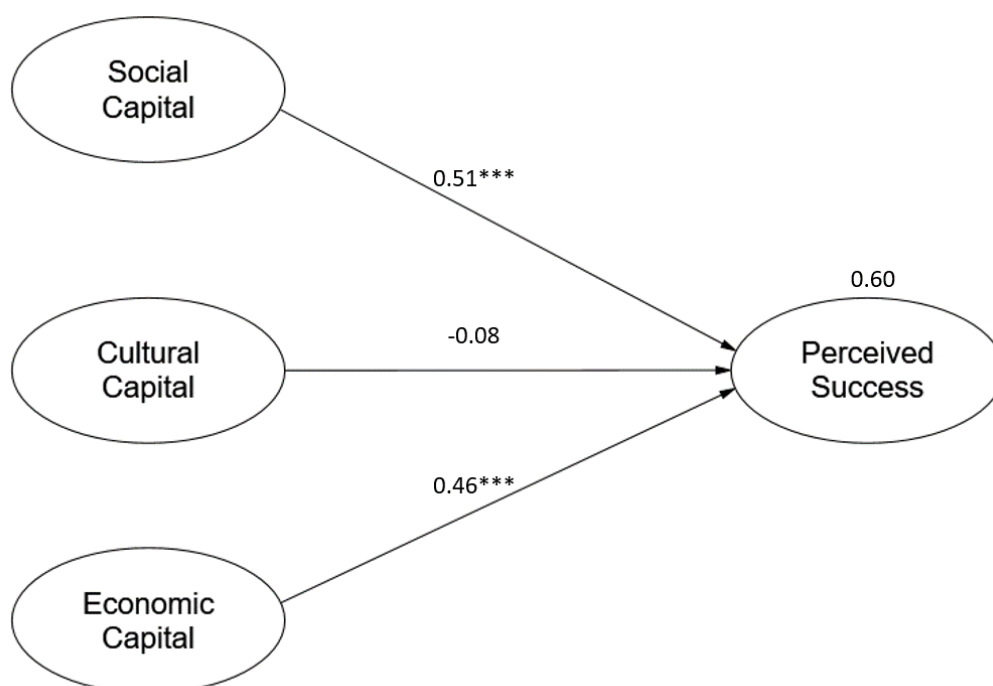 Social
Capital
0.51***
0.60
Cultural
Capital
-0.08
Perceived
Success
0.46***
Economic
Capital